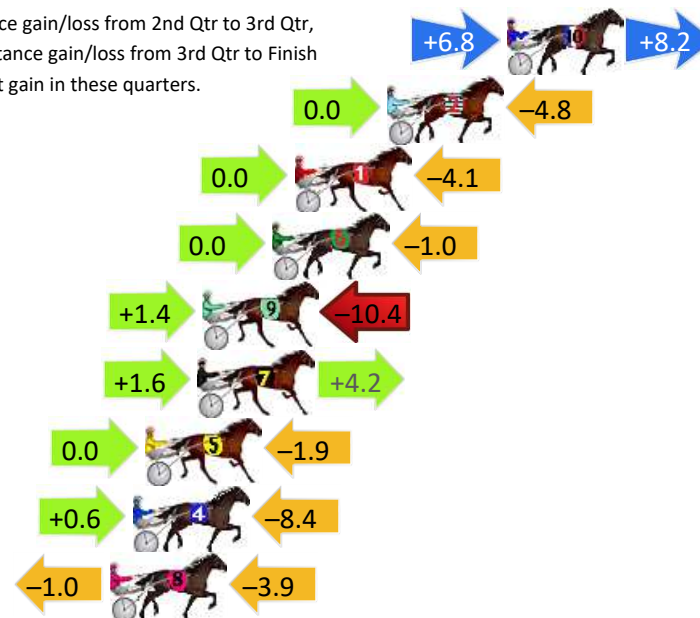 ce gain/loss from 2nd Qtr to 3rd Qtr,
tance gain/loss from 3rd Qtr to Finish
t gain in these quarters.
+6.8 10 +8.2
0.0 –4.8
0.0 1 –4.1
0.0 6 –1.0
+1.4 9 –10.4
+1.6 7 +4.2
0.0 5 –1.9
+0.6 4 –8.4
–1.0 8 –3.9